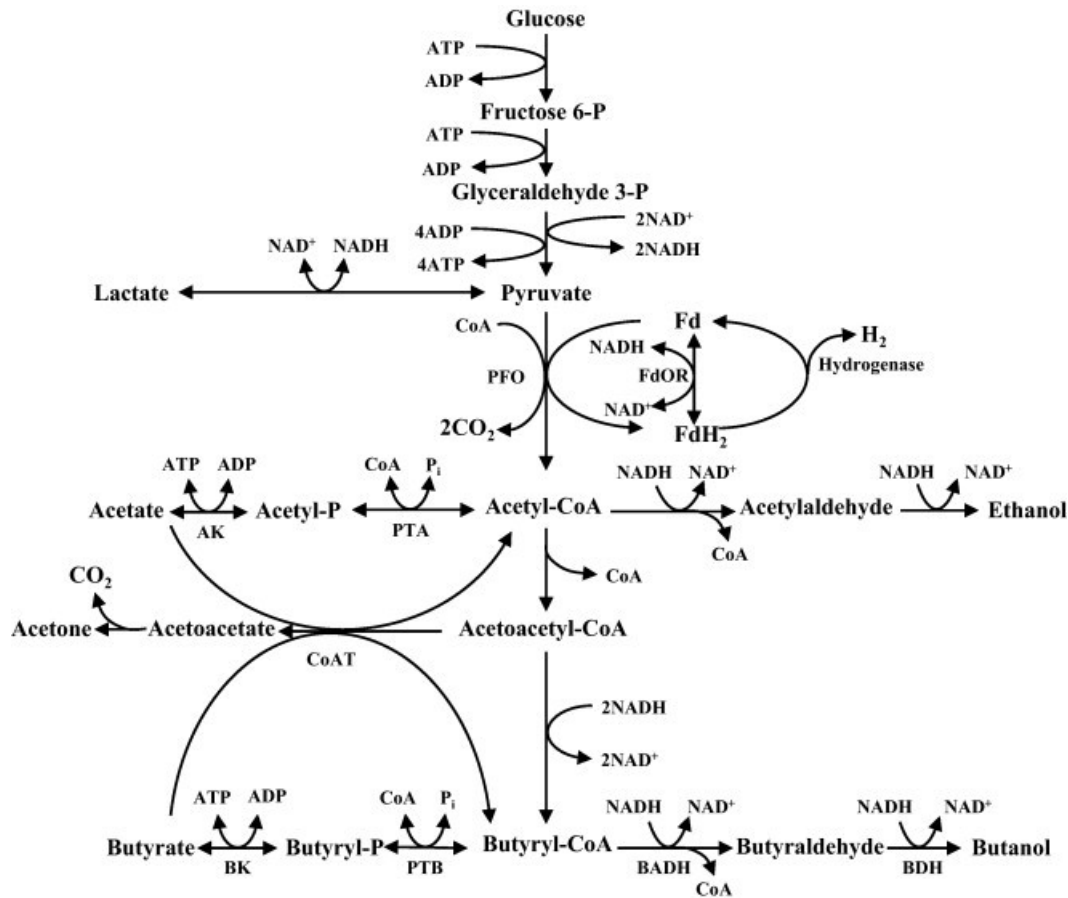 Glucose
ATP
ADP
Fructose 6-P
ATP
ADP
Glyceraldehyde 3-P
4ADP 2NAD⁺
4ATP 2NADH
NAD⁺ NADH
Lactate Pyruvate
CoA Fd H₂
NADH Hydrogenase
PFO FdOR
NAD⁺
2CO₂ FdH₂
ATP ADP CoA Pᵢ NADH NAD⁺ NADH NAD⁺
Acetate Acetyl-P Acetyl-CoA Acetylaldehyde Ethanol
AK PTA
CoA
CO₂ CoA
Acetone Acetoacetate Acetoacetyl-CoA
CoAT
2NADH
2NAD⁺
ATP ADP CoA Pᵢ NADH NAD⁺ NADH NAD⁺
Butyrate Butyryl-P Butyryl-CoA Butyraldehyde Butanol
BK PTB BADH BDH
CoA